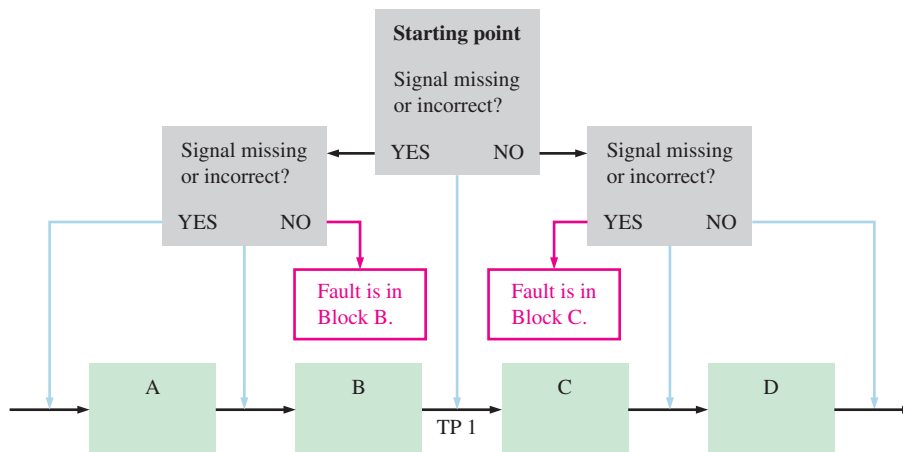 Starting point
Signal missing
or incorrect?
YES NO
Signal missing
or incorrect?
YES NO
Signal missing
or incorrect?
YES NO
Fault is in
Block B.
Fault is in
Block C.
A
B
C
D
TP 1